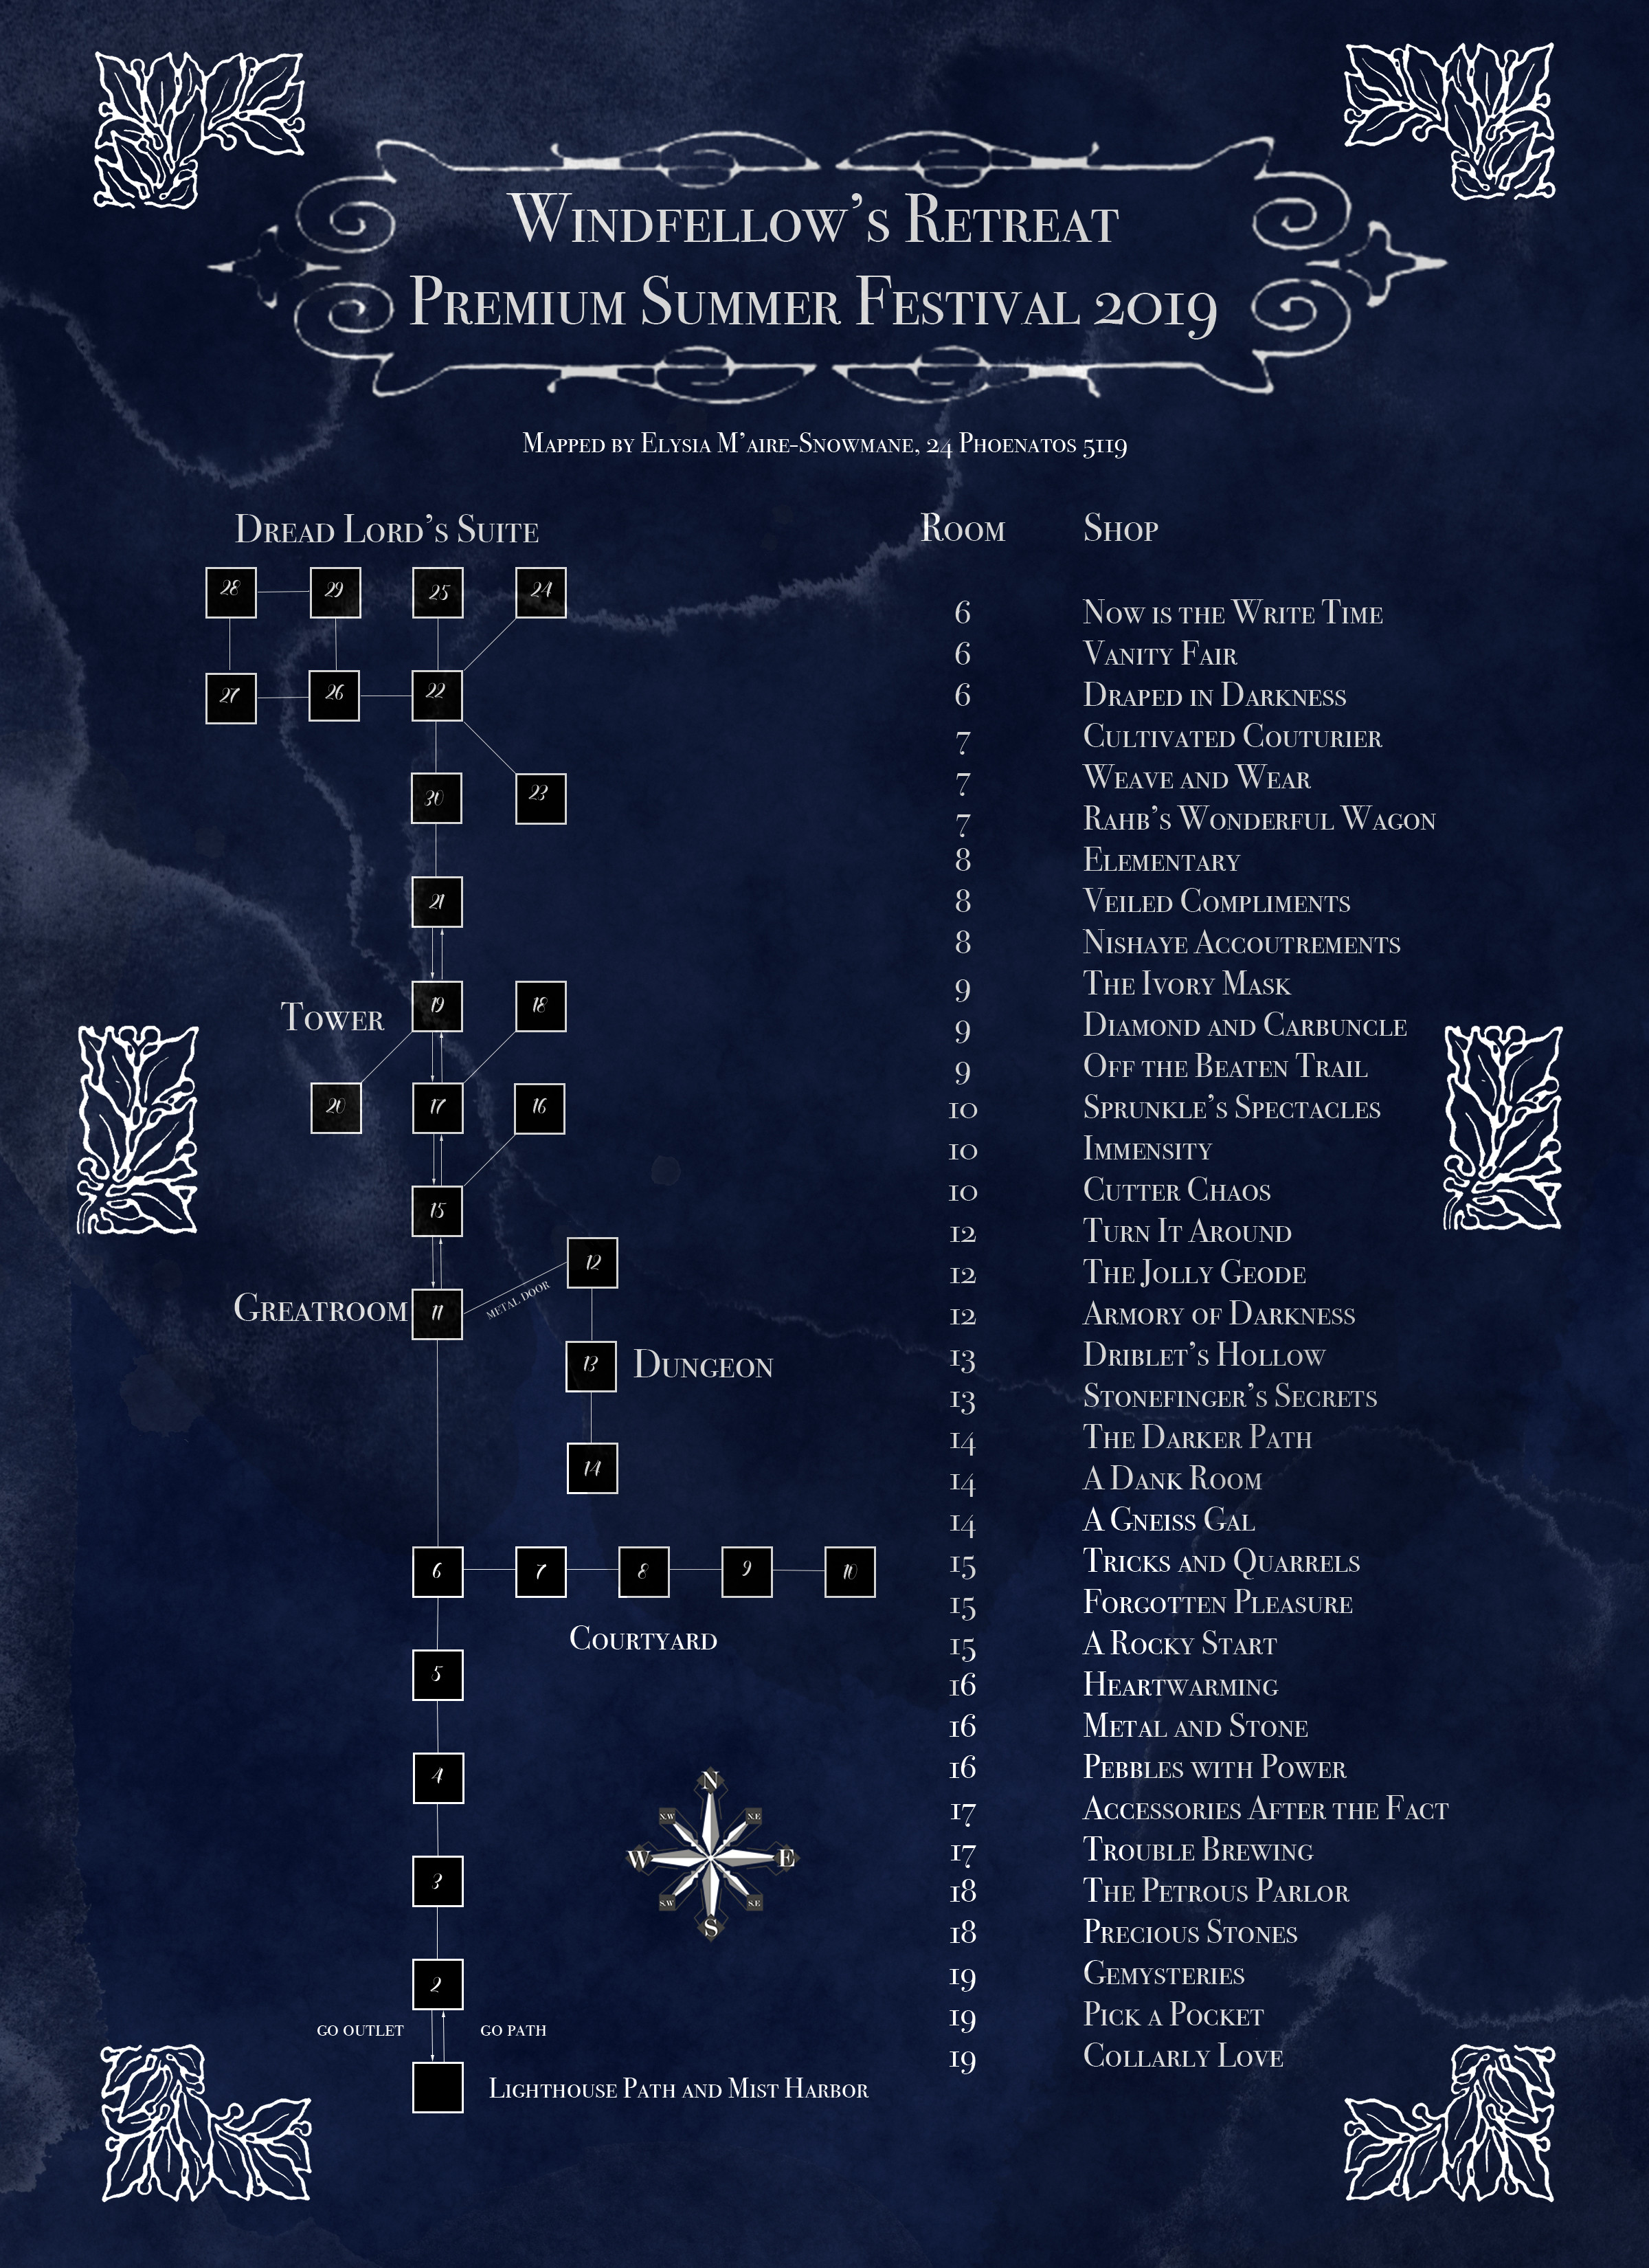 Windfellow's Retreat
Premium Summer Festival 2019
Mapped by Elysia M'aire-Snowmane, 24 Phoenatos 5119
Dread Lord's Suite
28 29 25 24
27 26 22
30 23
21
Tower 19 18
20 17 16
15
12
Metal Door
Greatroom 11
13 Dungeon
14
6 7 8 9 10
Courtyard
5
4
N
N.W N.E
W E
S.W S.E
S
3
2
go outlet go path
Lighthouse Path and Mist Harbor
Room Shop
6 Now is the Write Time
6 Vanity Fair
6 Draped in Darkness
7 Cultivated Couturier
7 Weave and Wear
7 Rahb's Wonderful Wagon
8 Elementary
8 Veiled Compliments
8 Nishaye Accoutrements
9 The Ivory Mask
9 Diamond and Carbuncle
9 Off the Beaten Trail
10 Sprunkle's Spectacles
10 Immensity
10 Cutter Chaos
12 Turn It Around
12 The Jolly Geode
12 Armory of Darkness
13 Driblet's Hollow
13 Stonefinger's Secrets
14 The Darker Path
14 A Dank Room
14 A Gneiss Gal
15 Tricks and Quarrels
15 Forgotten Pleasure
15 A Rocky Start
16 Heartwarming
16 Metal and Stone
16 Pebbles with Power
17 Accessories After the Fact
17 Trouble Brewing
18 The Petrous Parlor
18 Precious Stones
19 Gemysteries
19 Pick a Pocket
19 Collarly Love